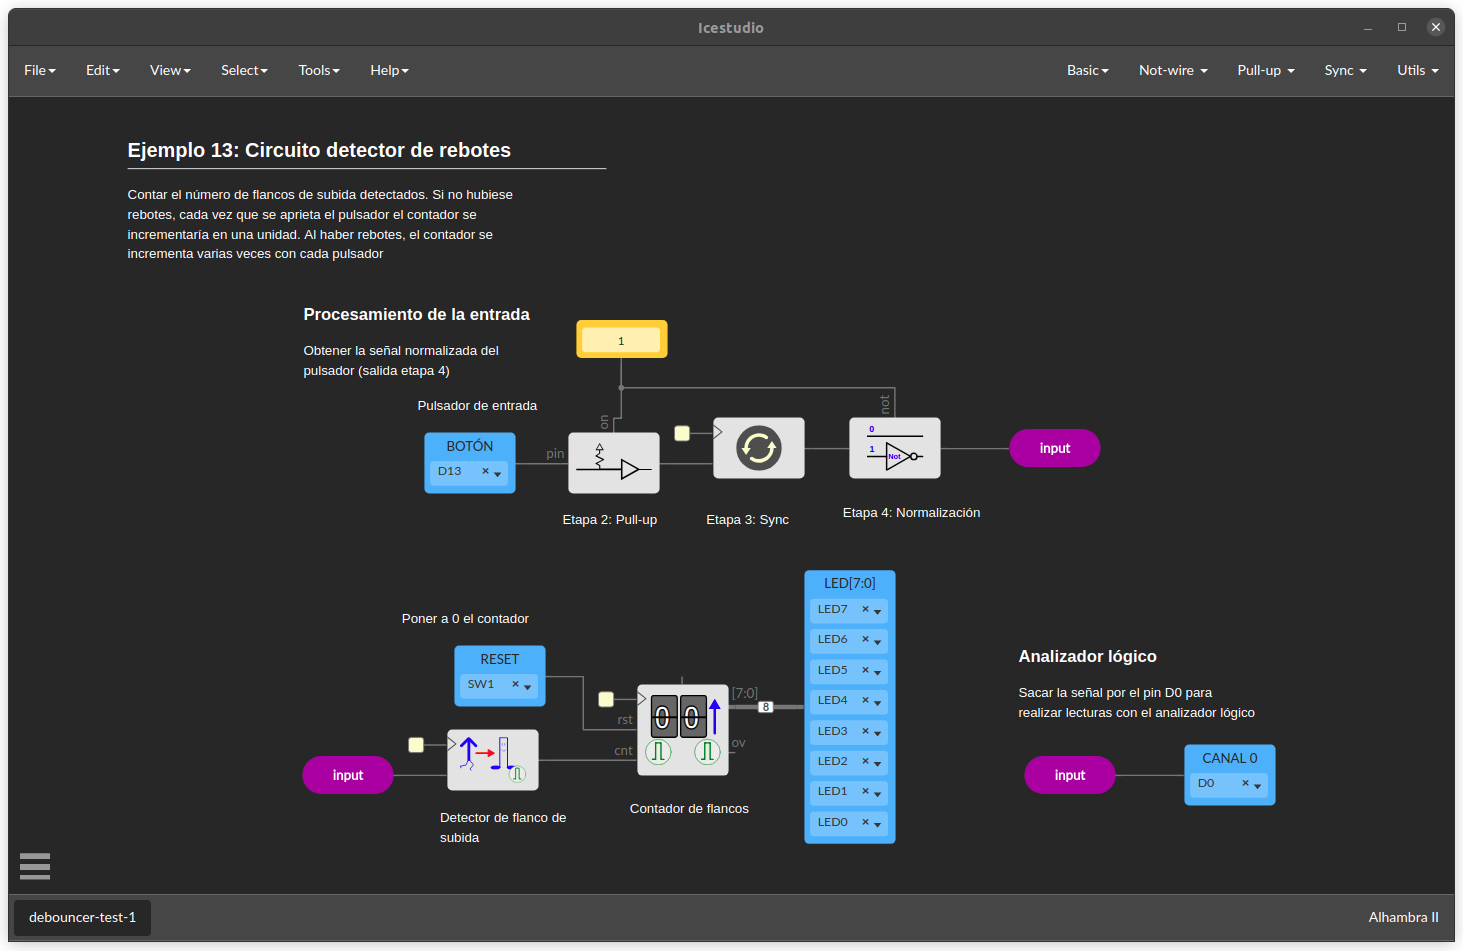 Icestudio
File Edit View Select Tools Help Basic Not-wire Pull-up Sync Utils
Ejemplo 13: Circuito detector de rebotes
Contar el número de flancos de subida detectados. Si no hubiese
rebotes, cada vez que se aprieta el pulsador el contador se
incrementaría en una unidad. Al haber rebotes, el contador se
incrementa varias veces con cada pulsador
Procesamiento de la entrada
Obtener la señal normalizada del
pulsador (salida etapa 4)
1
Pulsador de entrada
BOTÓN
D13
pin
on
not
0
1
Not
input
Etapa 2: Pull-up
Etapa 3: Sync
Etapa 4: Normalización
Poner a 0 el contador
RESET
SW1
rst
cnt
0 0
[7:0]
8
ov
input
Detector de flanco de
subida
Contador de flancos
LED[7:0]
LED7
LED6
LED5
LED4
LED3
LED2
LED1
LED0
Analizador lógico
Sacar la señal por el pin D0 para
realizar lecturas con el analizador lógico
input
CANAL 0
D0
debouncer-test-1
Alhambra II